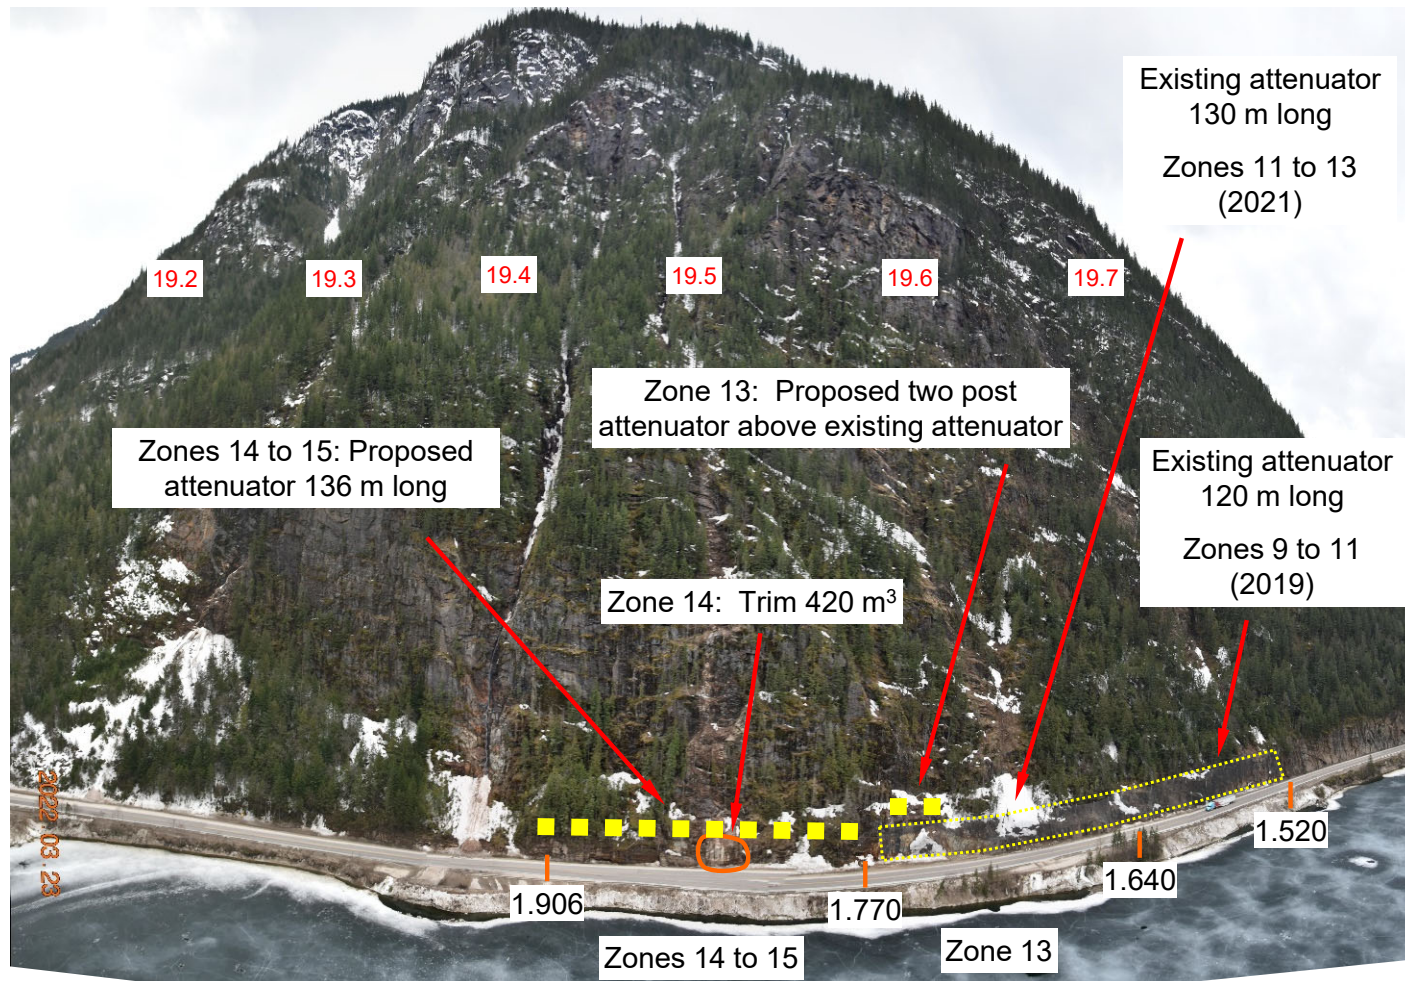 Existing attenuator
130 m long
Zones 11 to 13
(2021)
19.2
19.3
19.4
19.5
19.6
19.7
Zone 13:  Proposed two post
attenuator above existing attenuator
Zones 14 to 15: Proposed
attenuator 136 m long
Existing attenuator
120 m long
Zones 9 to 11
(2019)
Zone 14:  Trim 420 m³
2022 03.23
1.906
1.770
1.640
1.520
Zones 14 to 15
Zone 13